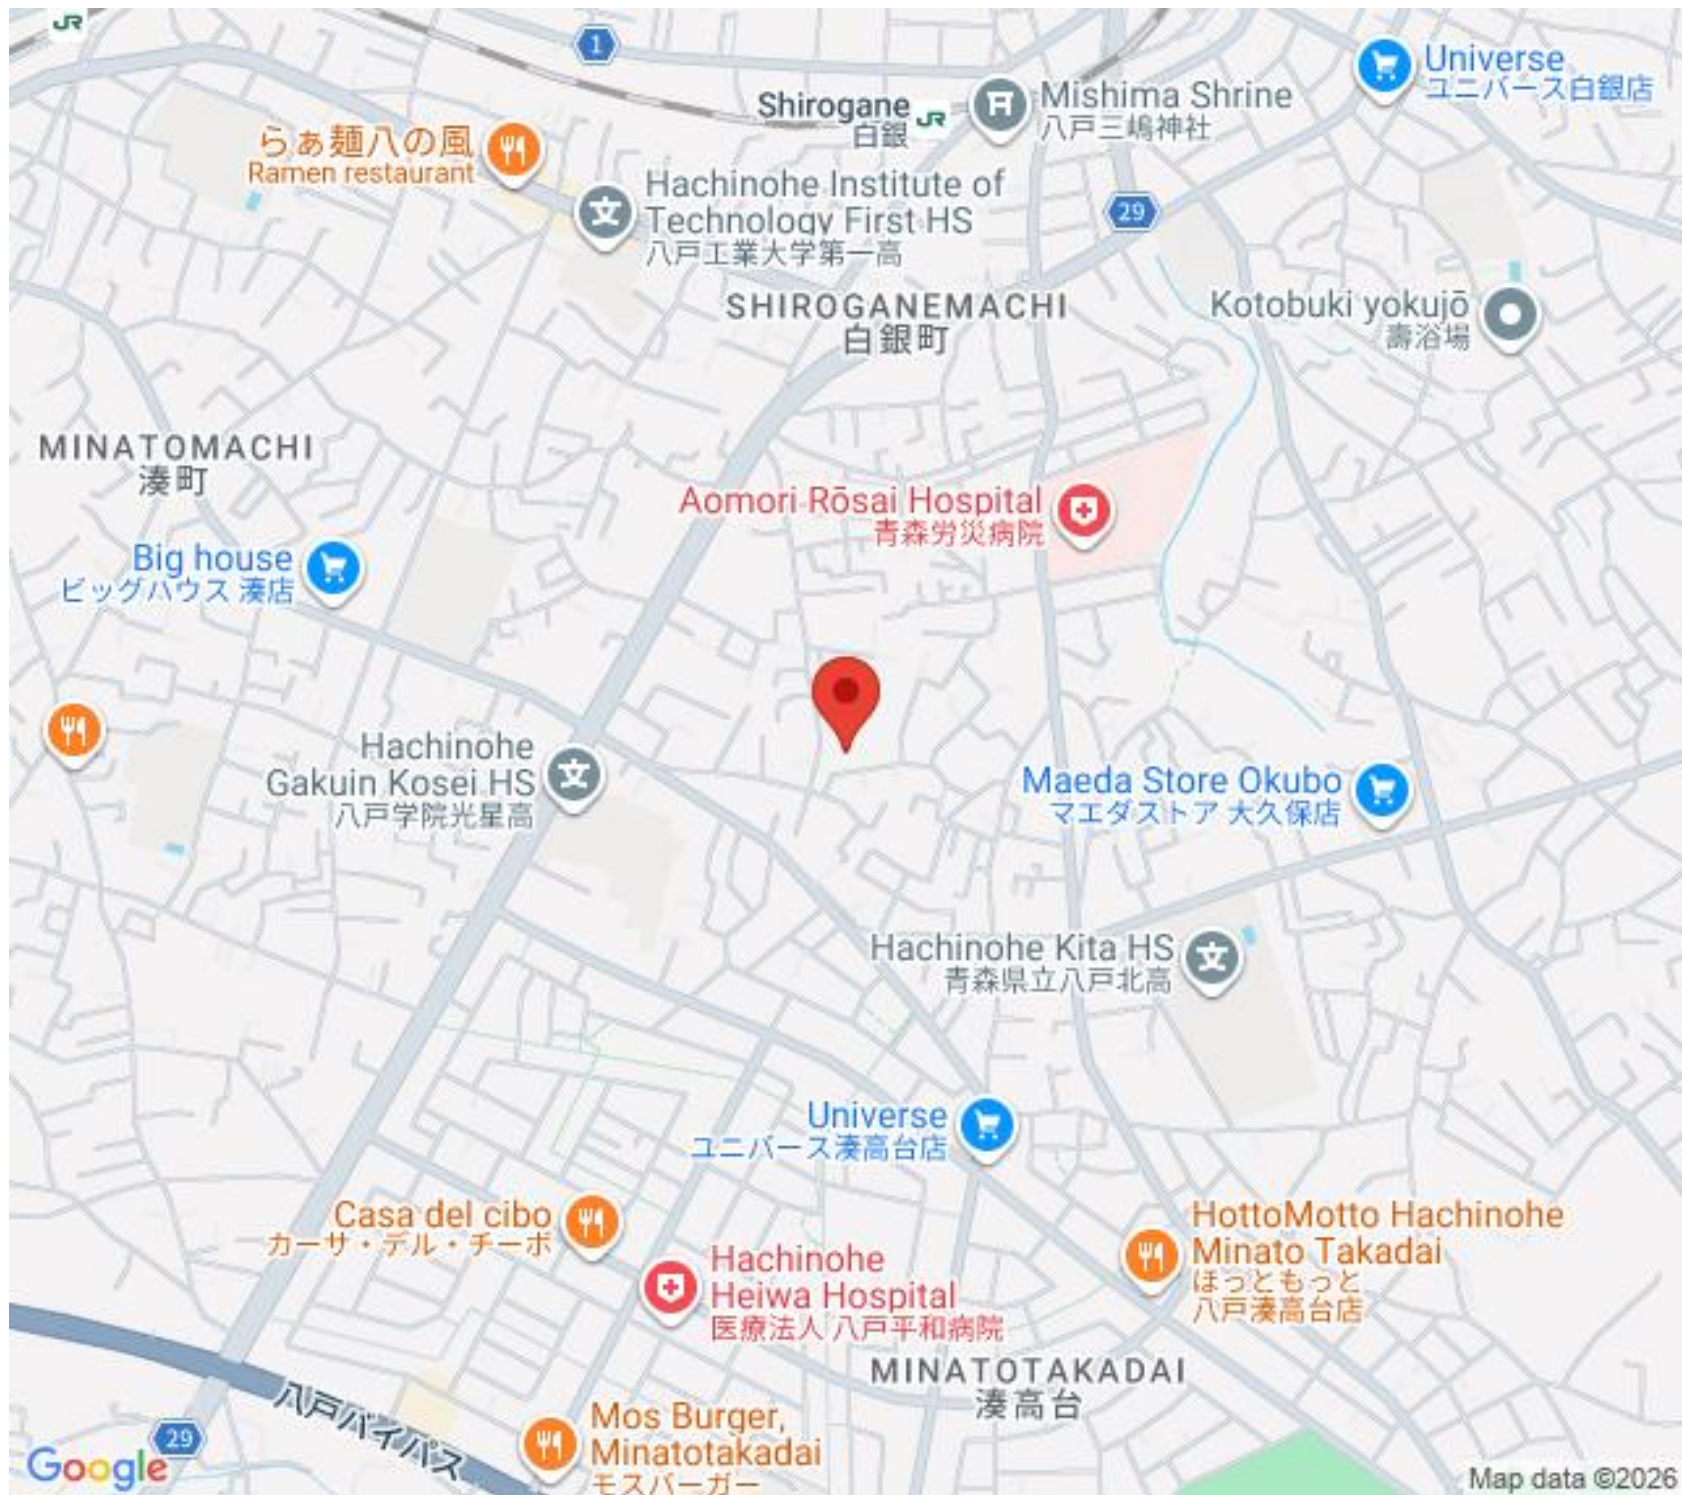 JR
1
Universe
ユニバース白銀店
Shirogane
白銀
JR
Mishima Shrine
八戸三嶋神社
らぁ麺八の風
Ramen restaurant
Hachinohe Institute of
Technology First HS
八戸工業大学第一高
29
SHIROGANEMACHI
白銀町
Kotobuki yokujō
壽浴場
MINATOMACHI
湊町
Aomori Rōsai Hospital
青森労災病院
Big house
ビッグハウス 湊店
Hachinohe
Gakuin Kosei HS
八戸学院光星高
Maeda Store Okubo
マエダストア 大久保店
Hachinohe Kita HS
青森県立八戸北高
Universe
ユニバース湊高台店
Casa del cibo
カーサ・デル・チーボ
HottoMotto Hachinohe
Minato Takadai
ほっともっと
八戸湊高台店
Hachinohe
Heiwa Hospital
医療法人 八戸平和病院
MINATOTAKADAI
湊高台
八戸バイパス
29
Mos Burger,
Minatotakadai
モスバーガー
Google
Map data ©2026